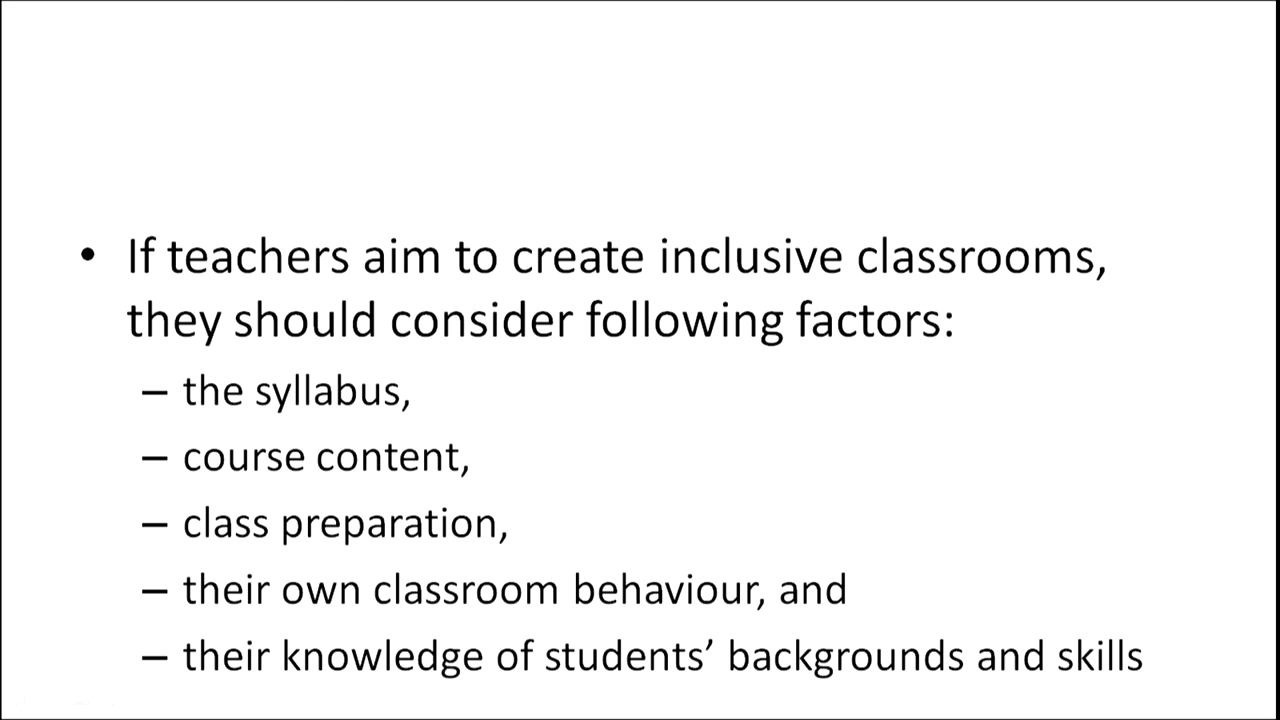 • If teachers aim to create inclusive classrooms,
they should consider following factors:
– the syllabus,
– course content,
– class preparation,
– their own classroom behaviour, and
– their knowledge of students’ backgrounds and skills